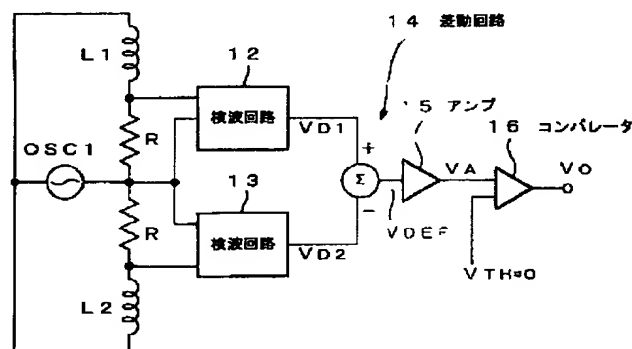 14 差動回路
L1
12
検波回路
VD1
15 アンプ
16 コンパレータ
OSC1
R
+
Σ
−
VA
VO
13
R
検波回路
VD2
VDEF
VTH=0
L2